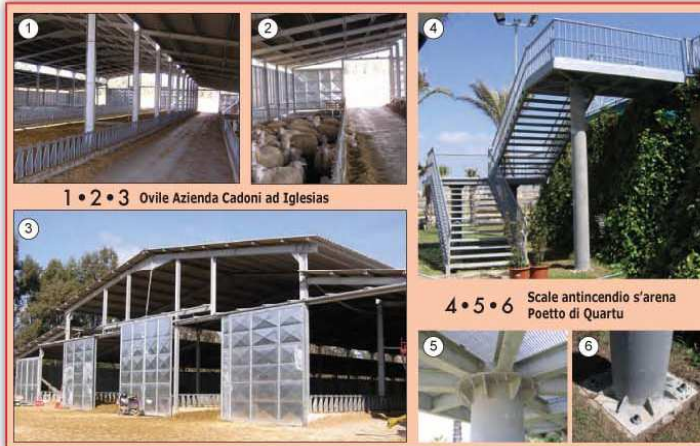 1
2
4
1 • 2 • 3 Ovile Azienda Cadoni ad Iglesias
3
4 • 5 • 6 Scale antincendio s'arena
Poetto di Quartu
5
6